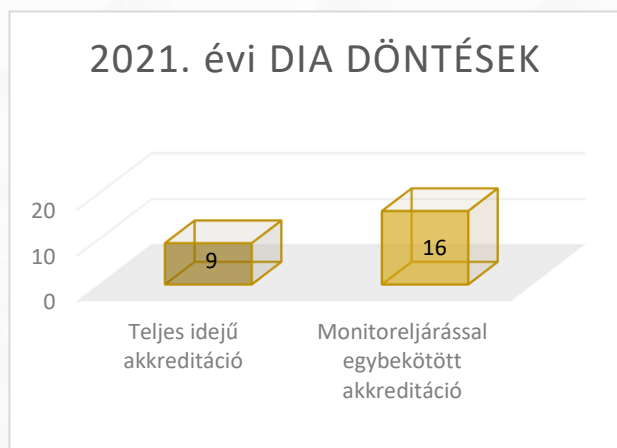 2021. évi DIA DÖNTÉSEK
20
10
0
9
16
Teljes idejű
akkreditáció
Monitoreljárással
egybekötött
akkreditáció